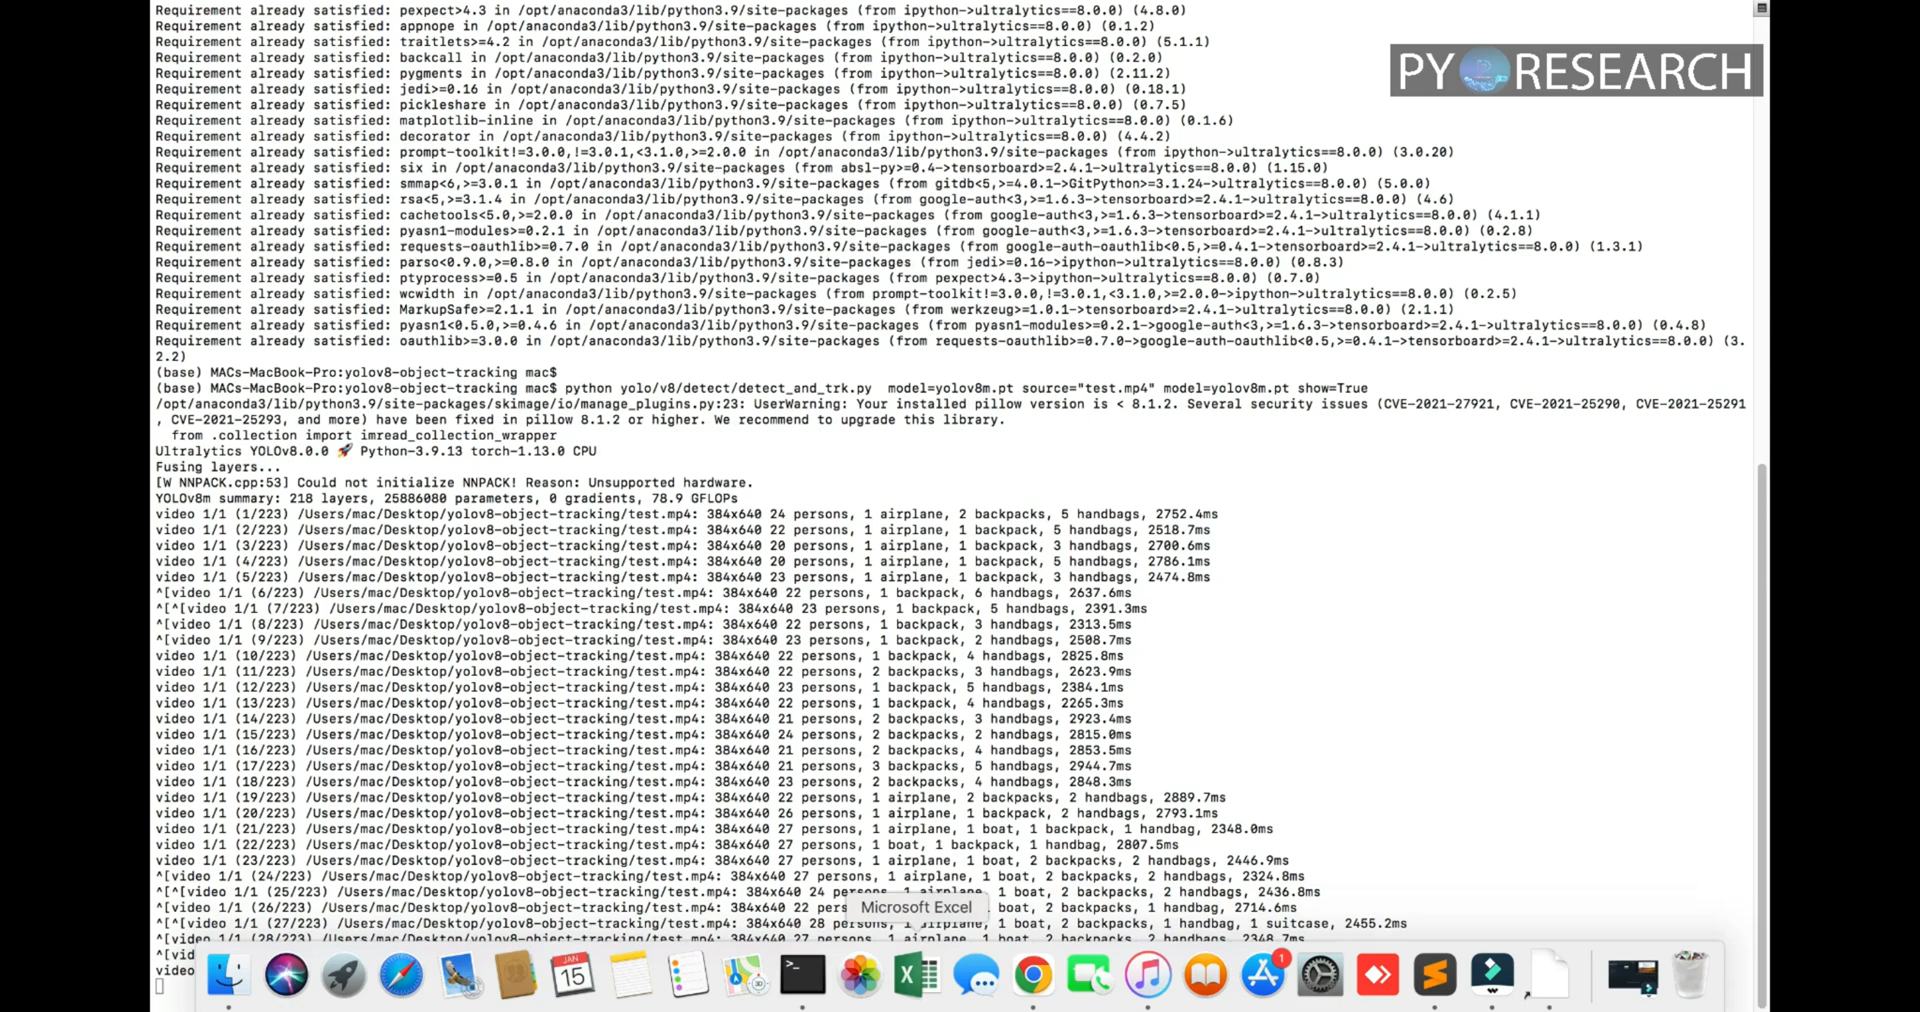 Requirement already satisfied: pexpect>4.3 in /opt/anaconda3/lib/python3.9/site-packages (from ipython->ultralytics==8.0.0) (4.8.0)
Requirement already satisfied: appnope in /opt/anaconda3/lib/python3.9/site-packages (from ipython->ultralytics==8.0.0) (0.1.2)
Requirement already satisfied: traitlets>=4.2 in /opt/anaconda3/lib/python3.9/site-packages (from ipython->ultralytics==8.0.0) (5.1.1)
Requirement already satisfied: backcall in /opt/anaconda3/lib/python3.9/site-packages (from ipython->ultralytics==8.0.0) (0.2.0)
Requirement already satisfied: pygments in /opt/anaconda3/lib/python3.9/site-packages (from ipython->ultralytics==8.0.0) (2.11.2)
Requirement already satisfied: jedi>=0.16 in /opt/anaconda3/lib/python3.9/site-packages (from ipython->ultralytics==8.0.0) (0.18.1)
Requirement already satisfied: pickleshare in /opt/anaconda3/lib/python3.9/site-packages (from ipython->ultralytics==8.0.0) (0.7.5)
Requirement already satisfied: matplotlib-inline in /opt/anaconda3/lib/python3.9/site-packages (from ipython->ultralytics==8.0.0) (0.1.6)
Requirement already satisfied: decorator in /opt/anaconda3/lib/python3.9/site-packages (from ipython->ultralytics==8.0.0) (4.4.2)
Requirement already satisfied: prompt-toolkit!=3.0.0,!=3.0.1,<3.1.0,>=2.0.0 in /opt/anaconda3/lib/python3.9/site-packages (from ipython->ultralytics==8.0.0) (3.0.20)
Requirement already satisfied: six in /opt/anaconda3/lib/python3.9/site-packages (from absl-py>=0.4->tensorboard>=2.4.1->ultralytics==8.0.0) (1.15.0)
Requirement already satisfied: smmap<6,>=3.0.1 in /opt/anaconda3/lib/python3.9/site-packages (from gitdb<5,>=4.0.1->GitPython>=3.1.24->ultralytics==8.0.0) (5.0.0)
Requirement already satisfied: rsa<5,>=3.1.4 in /opt/anaconda3/lib/python3.9/site-packages (from google-auth<3,>=1.6.3->tensorboard>=2.4.1->ultralytics==8.0.0) (4.6)
Requirement already satisfied: cachetools<5.0,>=2.0.0 in /opt/anaconda3/lib/python3.9/site-packages (from google-auth<3,>=1.6.3->tensorboard>=2.4.1->ultralytics==8.0.0) (4.1.1)
Requirement already satisfied: pyasn1-modules>=0.2.1 in /opt/anaconda3/lib/python3.9/site-packages (from google-auth<3,>=1.6.3->tensorboard>=2.4.1->ultralytics==8.0.0) (0.2.8)
Requirement already satisfied: requests-oauthlib>=0.7.0 in /opt/anaconda3/lib/python3.9/site-packages (from google-auth-oauthlib<0.5,>=0.4.1->tensorboard>=2.4.1->ultralytics==8.0.0) (1.3.1)
Requirement already satisfied: parso<0.9.0,>=0.8.0 in /opt/anaconda3/lib/python3.9/site-packages (from jedi>=0.16->ipython->ultralytics==8.0.0) (0.8.3)
Requirement already satisfied: ptyprocess>=0.5 in /opt/anaconda3/lib/python3.9/site-packages (from pexpect>4.3->ipython->ultralytics==8.0.0) (0.7.0)
Requirement already satisfied: wcwidth in /opt/anaconda3/lib/python3.9/site-packages (from prompt-toolkit!=3.0.0,!=3.0.1,<3.1.0,>=2.0.0->ipython->ultralytics==8.0.0) (0.2.5)
Requirement already satisfied: MarkupSafe>=2.1.1 in /opt/anaconda3/lib/python3.9/site-packages (from werkzeug>=1.0.1->tensorboard>=2.4.1->ultralytics==8.0.0) (2.1.1)
Requirement already satisfied: pyasn1<0.5.0,>=0.4.6 in /opt/anaconda3/lib/python3.9/site-packages (from pyasn1-modules>=0.2.1->google-auth<3,>=1.6.3->tensorboard>=2.4.1->ultralytics==8.0.0) (0.4.8)
Requirement already satisfied: oauthlib>=3.0.0 in /opt/anaconda3/lib/python3.9/site-packages (from requests-oauthlib>=0.7.0->google-auth-oauthlib<0.5,>=0.4.1->tensorboard>=2.4.1->ultralytics==8.0.0) (3.
2.2)
(base) MACs-MacBook-Pro:yolov8-object-tracking mac$
(base) MACs-MacBook-Pro:yolov8-object-tracking mac$ python yolo/v8/detect/detect_and_trk.py  model=yolov8m.pt source="test.mp4" model=yolov8m.pt show=True
/opt/anaconda3/lib/python3.9/site-packages/skimage/io/manage_plugins.py:23: UserWarning: Your installed pillow version is < 8.1.2. Several security issues (CVE-2021-27921, CVE-2021-25290, CVE-2021-25291
, CVE-2021-25293, and more) have been fixed in pillow 8.1.2 or higher. We recommend to upgrade this library.
  from .collection import imread_collection_wrapper
Ultralytics YOLOv8.0.0 🚀 Python-3.9.13 torch-1.13.0 CPU
Fusing layers...
[W NNPACK.cpp:53] Could not initialize NNPACK! Reason: Unsupported hardware.
YOLOv8m summary: 218 layers, 25886080 parameters, 0 gradients, 78.9 GFLOPs
video 1/1 (1/223) /Users/mac/Desktop/yolov8-object-tracking/test.mp4: 384x640 24 persons, 1 airplane, 2 backpacks, 5 handbags, 2752.4ms
video 1/1 (2/223) /Users/mac/Desktop/yolov8-object-tracking/test.mp4: 384x640 22 persons, 1 airplane, 1 backpack, 5 handbags, 2518.7ms
video 1/1 (3/223) /Users/mac/Desktop/yolov8-object-tracking/test.mp4: 384x640 20 persons, 1 airplane, 1 backpack, 3 handbags, 2700.6ms
video 1/1 (4/223) /Users/mac/Desktop/yolov8-object-tracking/test.mp4: 384x640 20 persons, 1 airplane, 1 backpack, 5 handbags, 2786.1ms
video 1/1 (5/223) /Users/mac/Desktop/yolov8-object-tracking/test.mp4: 384x640 23 persons, 1 airplane, 1 backpack, 3 handbags, 2474.8ms
^[video 1/1 (6/223) /Users/mac/Desktop/yolov8-object-tracking/test.mp4: 384x640 22 persons, 1 backpack, 6 handbags, 2637.6ms
^[^[video 1/1 (7/223) /Users/mac/Desktop/yolov8-object-tracking/test.mp4: 384x640 23 persons, 1 backpack, 5 handbags, 2391.3ms
^[video 1/1 (8/223) /Users/mac/Desktop/yolov8-object-tracking/test.mp4: 384x640 22 persons, 1 backpack, 3 handbags, 2313.5ms
^[video 1/1 (9/223) /Users/mac/Desktop/yolov8-object-tracking/test.mp4: 384x640 23 persons, 1 backpack, 2 handbags, 2508.7ms
video 1/1 (10/223) /Users/mac/Desktop/yolov8-object-tracking/test.mp4: 384x640 22 persons, 1 backpack, 4 handbags, 2825.8ms
video 1/1 (11/223) /Users/mac/Desktop/yolov8-object-tracking/test.mp4: 384x640 22 persons, 2 backpacks, 3 handbags, 2623.9ms
video 1/1 (12/223) /Users/mac/Desktop/yolov8-object-tracking/test.mp4: 384x640 23 persons, 1 backpack, 5 handbags, 2384.1ms
video 1/1 (13/223) /Users/mac/Desktop/yolov8-object-tracking/test.mp4: 384x640 22 persons, 1 backpack, 4 handbags, 2265.3ms
video 1/1 (14/223) /Users/mac/Desktop/yolov8-object-tracking/test.mp4: 384x640 21 persons, 2 backpacks, 3 handbags, 2923.4ms
video 1/1 (15/223) /Users/mac/Desktop/yolov8-object-tracking/test.mp4: 384x640 24 persons, 2 backpacks, 2 handbags, 2815.0ms
video 1/1 (16/223) /Users/mac/Desktop/yolov8-object-tracking/test.mp4: 384x640 21 persons, 2 backpacks, 4 handbags, 2853.5ms
video 1/1 (17/223) /Users/mac/Desktop/yolov8-object-tracking/test.mp4: 384x640 21 persons, 3 backpacks, 5 handbags, 2944.7ms
video 1/1 (18/223) /Users/mac/Desktop/yolov8-object-tracking/test.mp4: 384x640 23 persons, 2 backpacks, 4 handbags, 2848.3ms
video 1/1 (19/223) /Users/mac/Desktop/yolov8-object-tracking/test.mp4: 384x640 22 persons, 1 airplane, 2 backpacks, 2 handbags, 2889.7ms
video 1/1 (20/223) /Users/mac/Desktop/yolov8-object-tracking/test.mp4: 384x640 26 persons, 1 airplane, 1 backpack, 2 handbags, 2793.1ms
video 1/1 (21/223) /Users/mac/Desktop/yolov8-object-tracking/test.mp4: 384x640 27 persons, 1 airplane, 1 boat, 1 backpack, 1 handbag, 2348.0ms
video 1/1 (22/223) /Users/mac/Desktop/yolov8-object-tracking/test.mp4: 384x640 27 persons, 1 boat, 1 backpack, 1 handbag, 2807.5ms
video 1/1 (23/223) /Users/mac/Desktop/yolov8-object-tracking/test.mp4: 384x640 27 persons, 1 airplane, 1 boat, 2 backpacks, 2 handbags, 2446.9ms
^[video 1/1 (24/223) /Users/mac/Desktop/yolov8-object-tracking/test.mp4: 384x640 27 persons, 1 airplane, 1 boat, 2 backpacks, 2 handbags, 2324.8ms
^[^[video 1/1 (25/223) /Users/mac/Desktop/yolov8-object-tracking/test.mp4: 384x640 24 persons, 1 airplane, 1 boat, 2 backpacks, 2 handbags, 2436.8ms
^[video 1/1 (26/223) /Users/mac/Desktop/yolov8-object-tracking/test.mp4: 384x640 22 pers boat, 2 backpacks, 1 handbag, 2714.6ms
^[^[video 1/1 (27/223) /Users/mac/Desktop/yolov8-object-tracking/test.mp4: 384x640 28 persons, 1 airplane, 1 boat, 2 backpacks, 1 handbag, 1 suitcase, 2455.2ms
^[video 1/1 (28/223) /Users/mac/Desktop/yolov8-object-tracking/test.mp4: 384x640 27 persons, 1 airplane, 1 boat, 2 backpacks, 2 handbags, 2348.7ms
^[vid
video
PY RESEARCH
Microsoft Excel
JAN
15
1